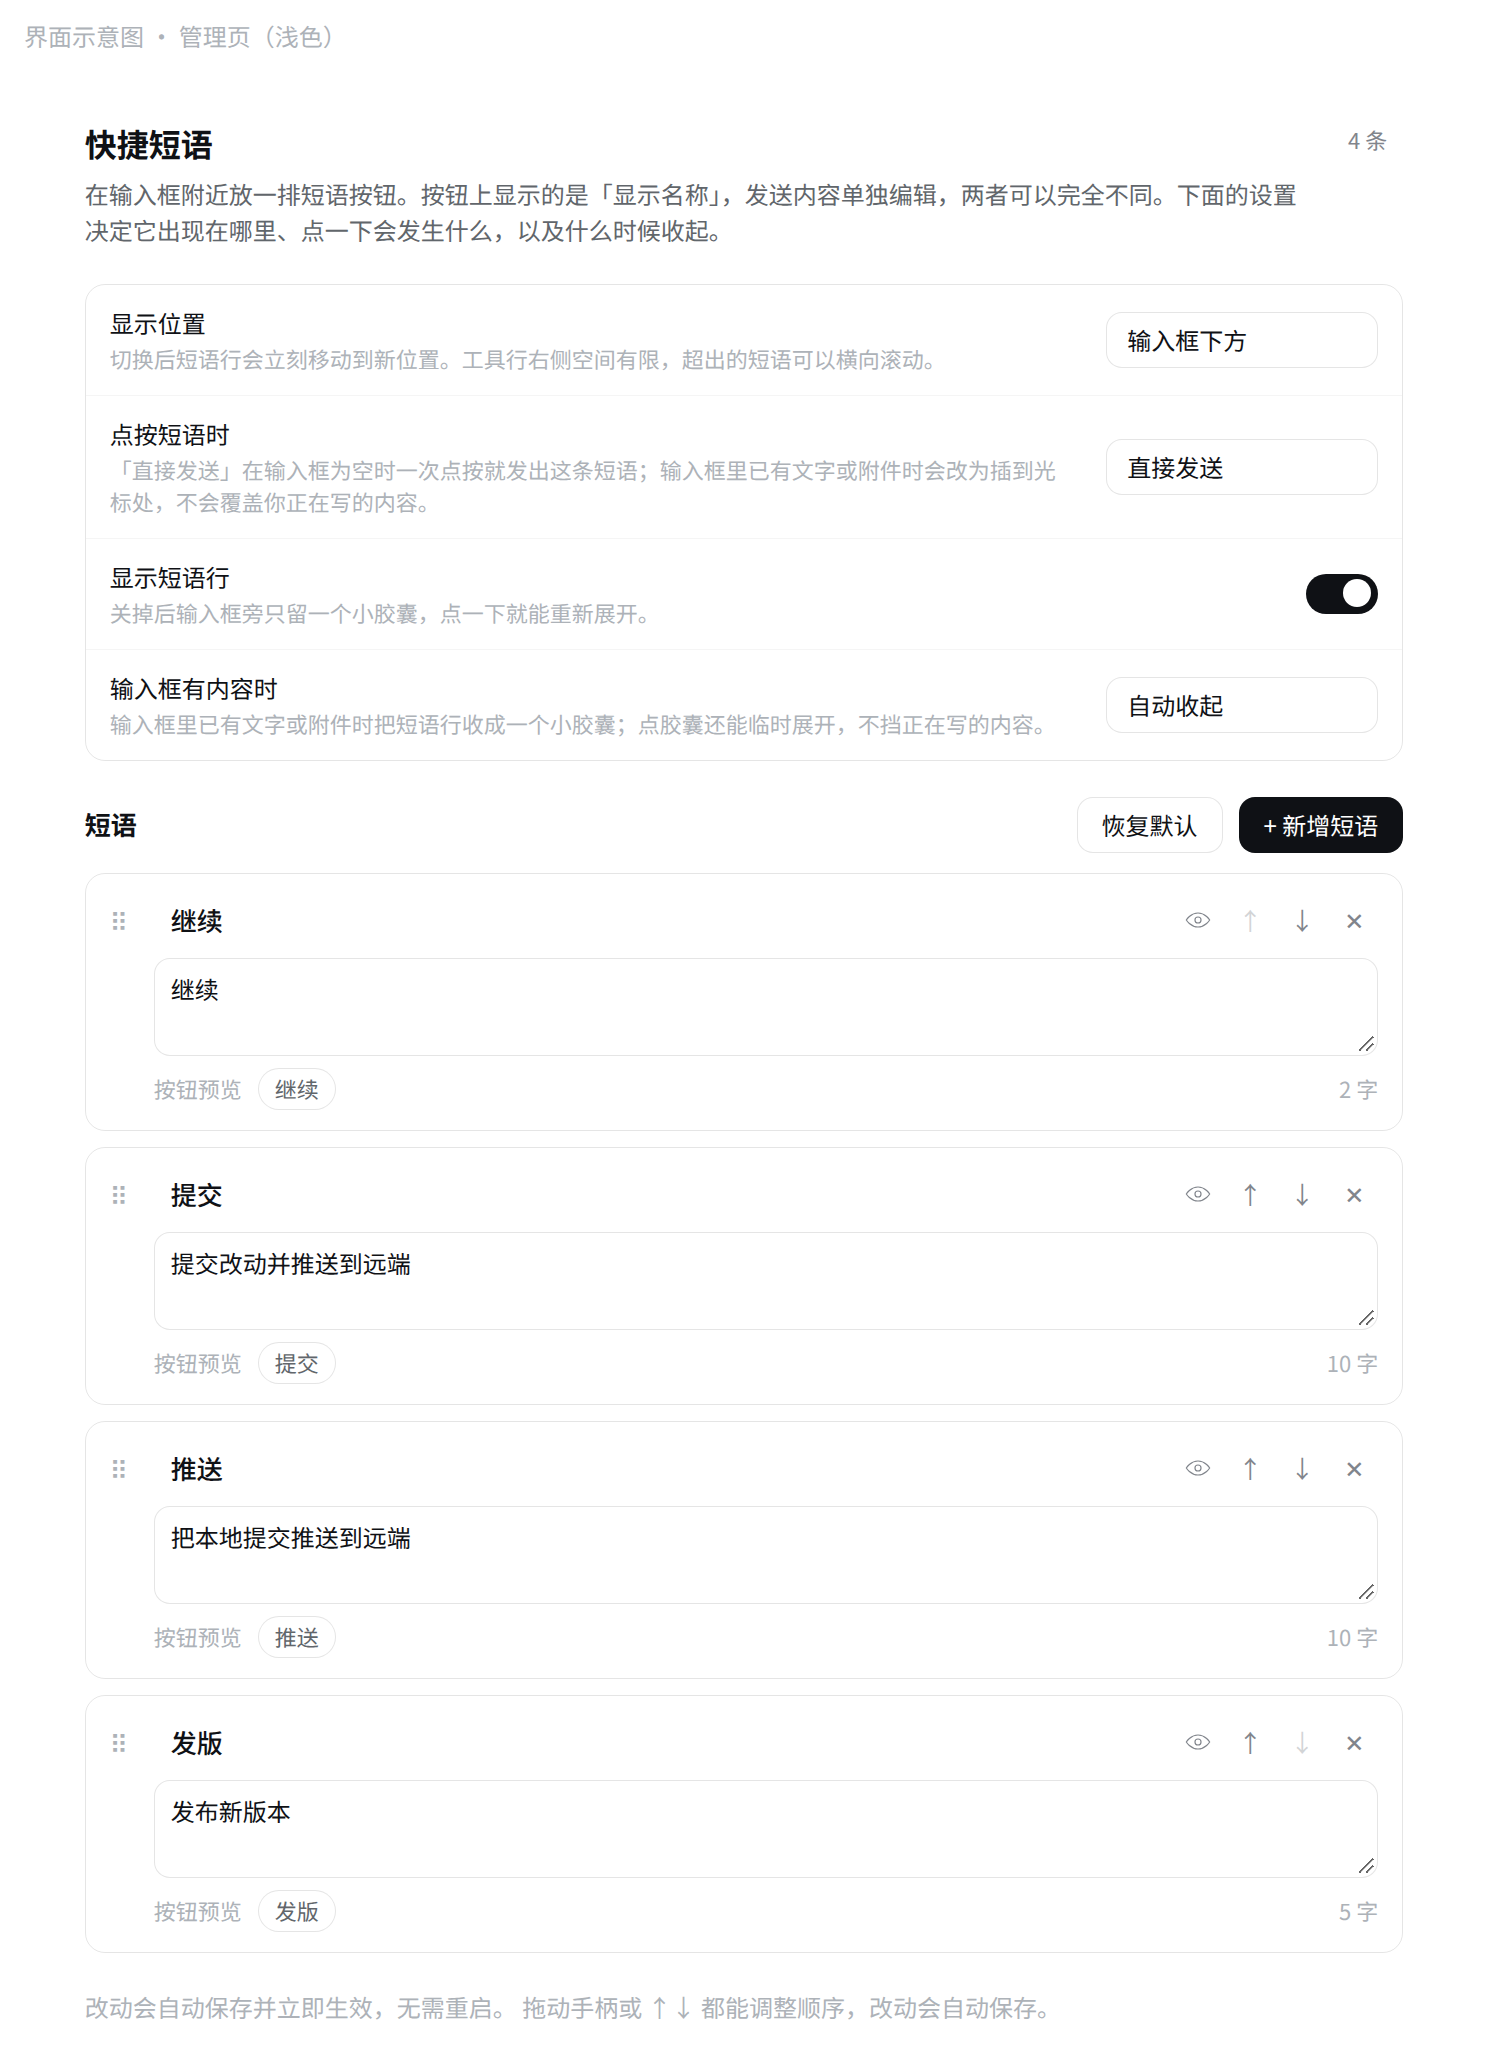 界面示意图 · 管理页（浅色）
快捷短语
4 条
在输入框附近放一排短语按钮。按钮上显示的是「显示名称」，发送内容单独编辑，两者可以完全不同。下面的设置
决定它出现在哪里、点一下会发生什么，以及什么时候收起。
显示位置
切换后短语行会立刻移动到新位置。工具行右侧空间有限，超出的短语可以横向滚动。
输入框下方
点按短语时
「直接发送」在输入框为空时一次点按就发出这条短语；输入框里已有文字或附件时会改为插到光
标处，不会覆盖你正在写的内容。
直接发送
显示短语行
关掉后输入框旁只留一个小胶囊，点一下就能重新展开。
输入框有内容时
输入框里已有文字或附件时把短语行收成一个小胶囊；点胶囊还能临时展开，不挡正在写的内容。
自动收起
短语
恢复默认
+ 新增短语
继续
↑ ↓ ✕
继续
按钮预览 继续
2 字
提交
↑ ↓ ✕
提交改动并推送到远端
按钮预览 提交
10 字
推送
↑ ↓ ✕
把本地提交推送到远端
按钮预览 推送
10 字
发版
↑ ↓ ✕
发布新版本
按钮预览 发版
5 字
改动会自动保存并立即生效，无需重启。 拖动手柄或 ↑↓ 都能调整顺序，改动会自动保存。